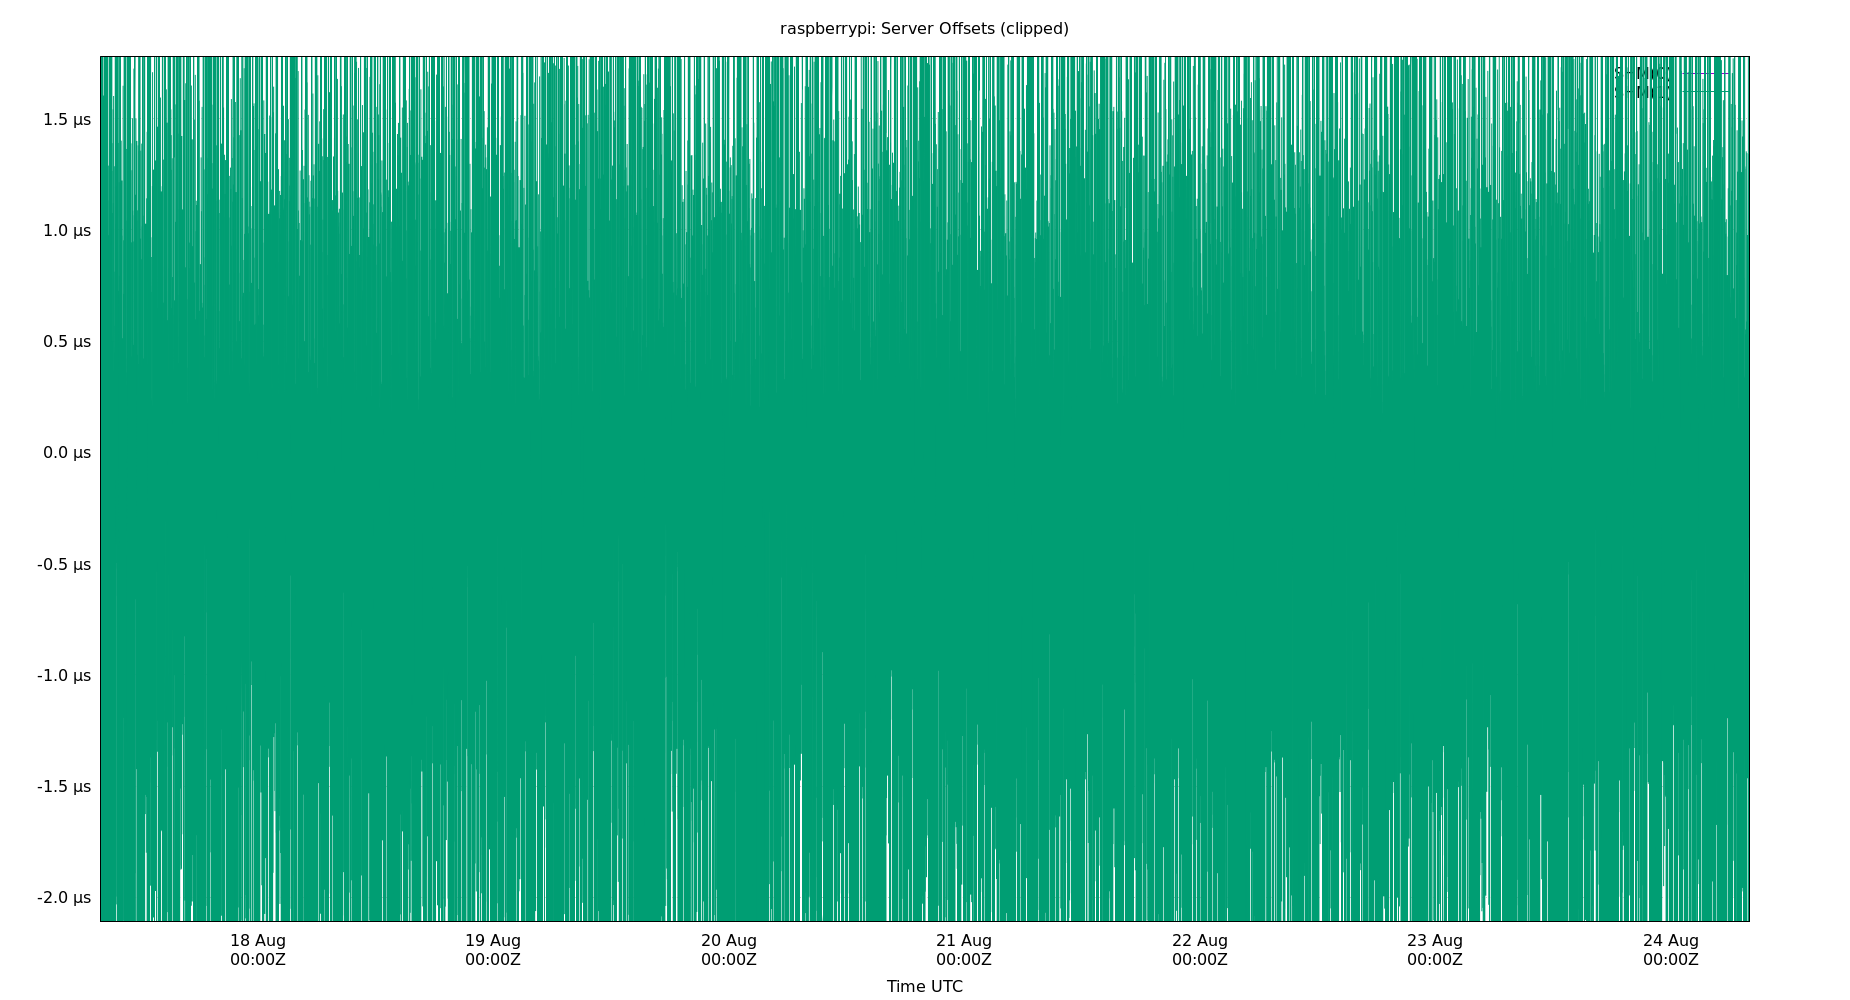 raspberrypi: Server Offsets (clipped)
1.5 µs
1.0 µs
0.5 µs
0.0 µs
-0.5 µs
-1.0 µs
-1.5 µs
-2.0 µs
18 Aug 19 Aug 20 Aug 21 Aug 22 Aug 23 Aug 24 Aug
00:00Z 00:00Z 00:00Z 00:00Z 00:00Z 00:00Z 00:00Z
Time UTC